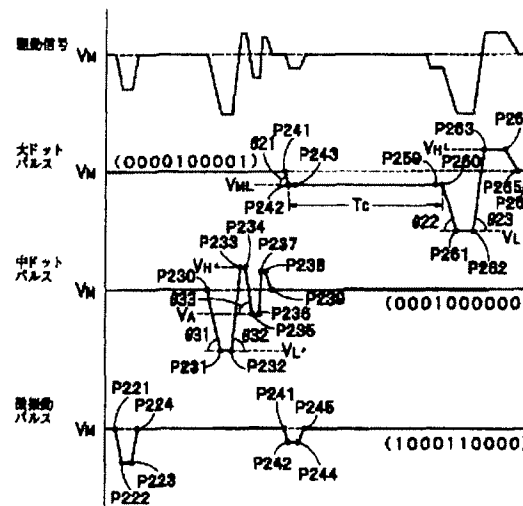 駆動信号
VM
P263
P26
P241
VH'
大ドット
パルス
VM
(0000100001)
θ21
P243
P259
P260
VML
P265
P242
P26
TC
P234
θ22
θ23
P233
P237
VL
VH
P238
P261
P262
中ドット
パルス
P230
VM
P239
θ33
P236
(0001000000
VA
P235
θ31
θ32
VL'
P231
P232
微振動
パルス
P221
P224
P241
P245
VM
(1000110000
P242
P244
P223
P222